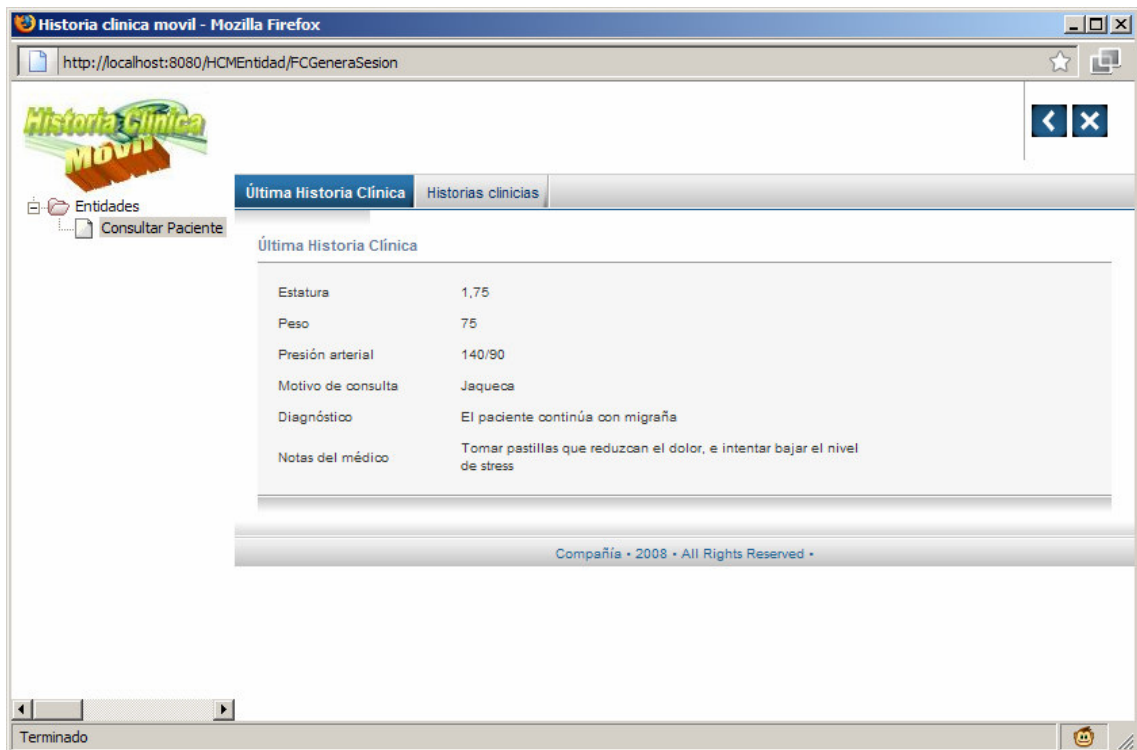 Historia clinica movil - Mozilla Firefox
http://localhost:8080/HCMEntidad/FCGeneraSesion
Historia Clinica
Móvil
Entidades
Consultar Paciente
Última Historia Clínica Historias clinicias
Última Historia Clínica
Estatura 1,75
Peso 75
Presión arterial 140/90
Motivo de consulta Jaqueca
Diagnóstico El paciente continúa con migraña
Notas del médico Tomar pastillas que reduzcan el dolor, e intentar bajar el nivel
de stress
Compañía • 2008 • All Rights Reserved •
Terminado